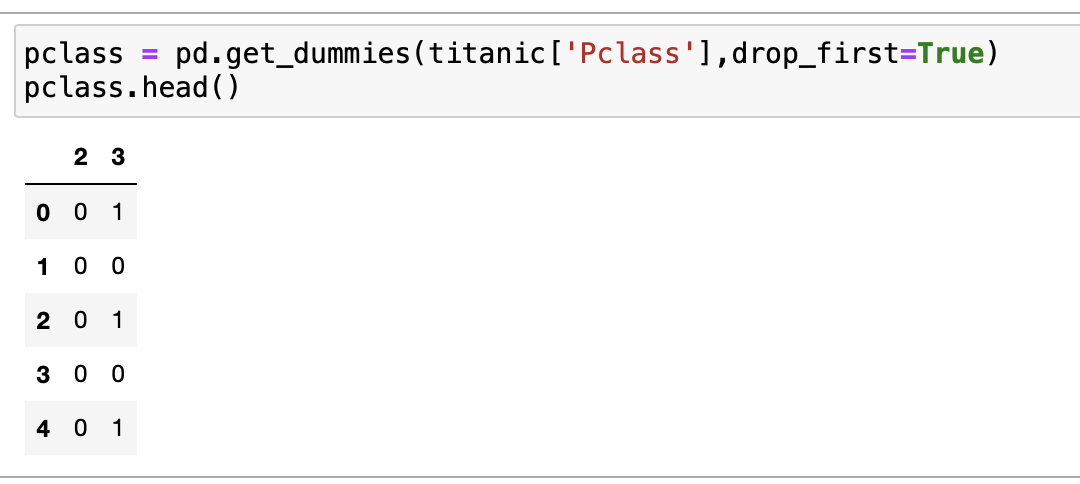 pclass = pd.get_dummies(titanic['Pclass'],drop_first=True)
pclass.head()
2 3
0 0 1
1 0 0
2 0 1
3 0 0
4 0 1